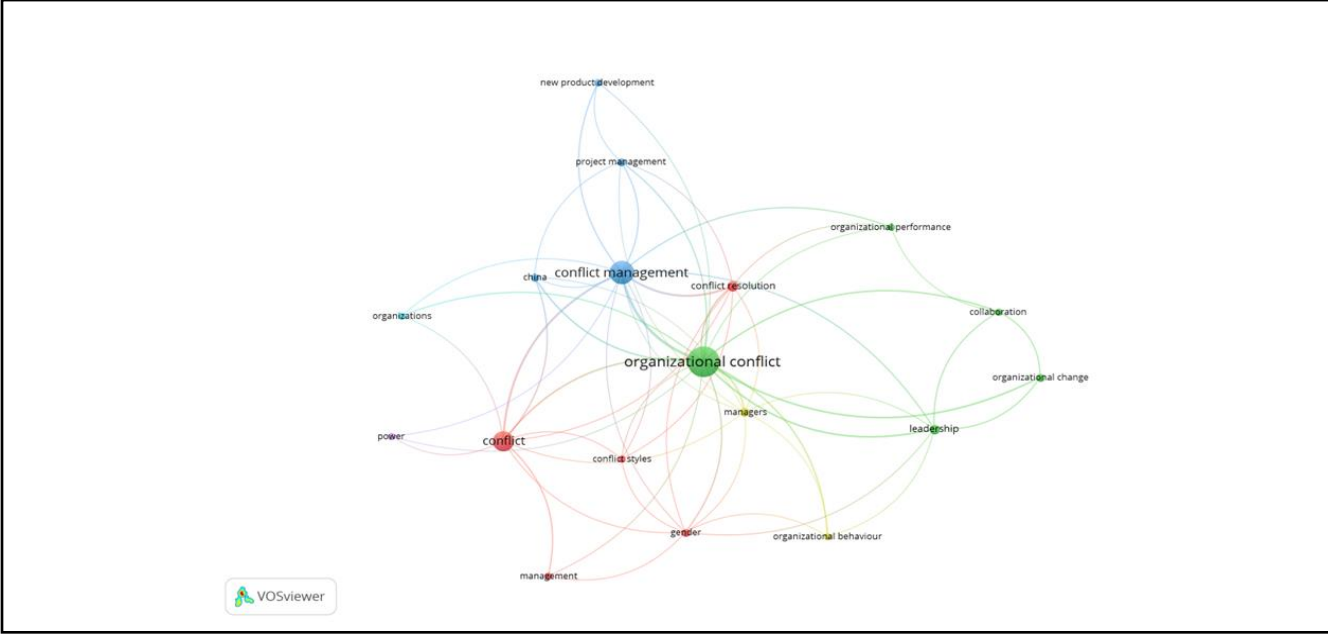 new product development
project management
organizational performance
china
conflict management
conflict resolution
organizations
collaboration
organizational conflict
organizational change
managers
leadership
power
conflict
conflict styles
gender
organizational behaviour
management
VOSviewer